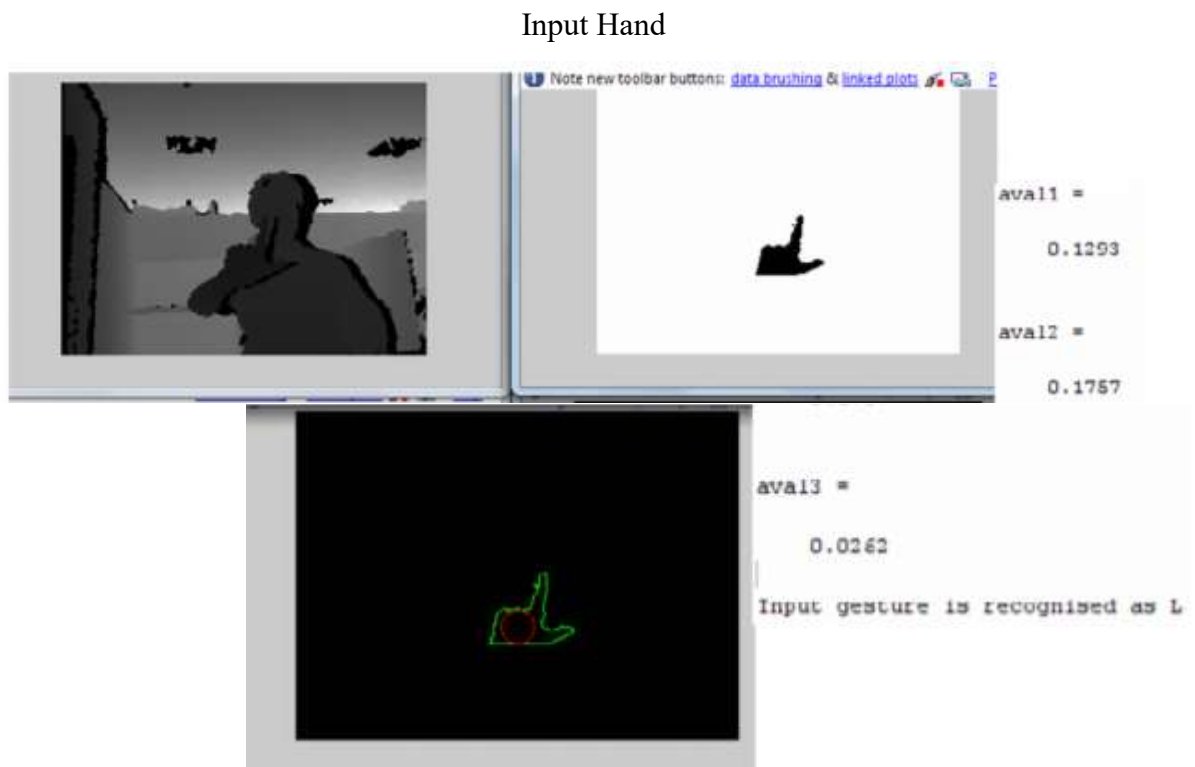 Input Hand
Note new toolbar buttons: data brushing & linked plots P
aval1 =
0.1293
aval2 =
0.1757
aval3 =
0.0262
Input gesture is recognised as L